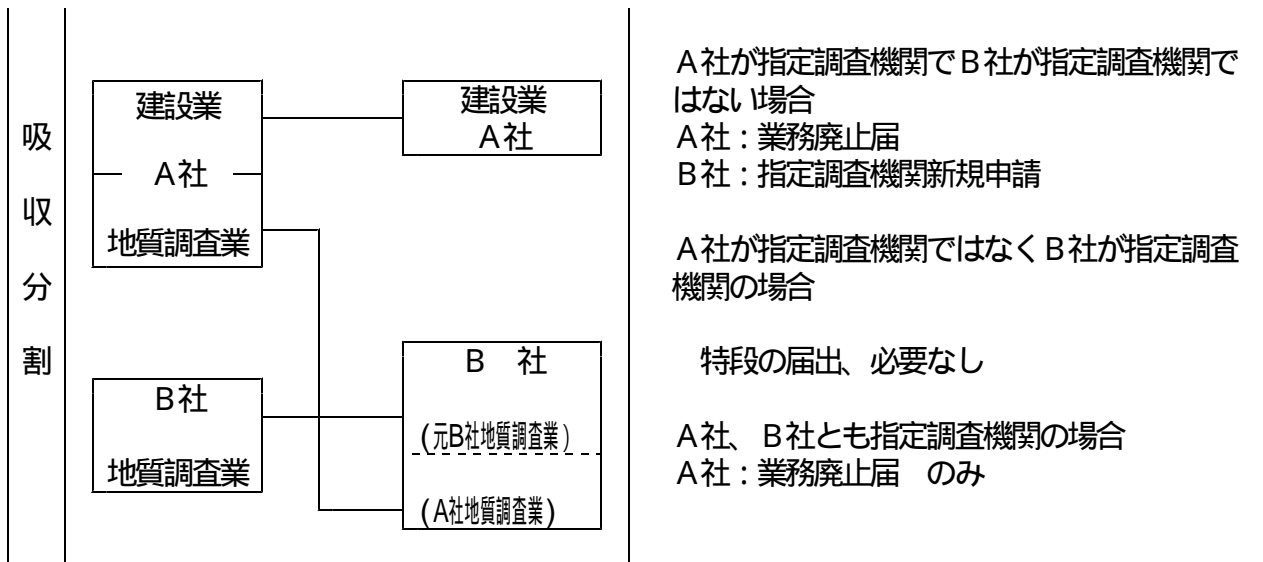 吸収分割
建設業
A社
地質調査業
B社
地質調査業
建設業
A社
B 社
(元B社地質調査業)
(A社地質調査業)
A社が指定調査機関でB社が指定調査機関で
はない場合
A社:業務廃止届
B社:指定調査機関新規申請
A社が指定調査機関ではなくB社が指定調査
機関の場合
特段の届出、必要なし
A社、B社とも指定調査機関の場合
A社:業務廃止届 のみ